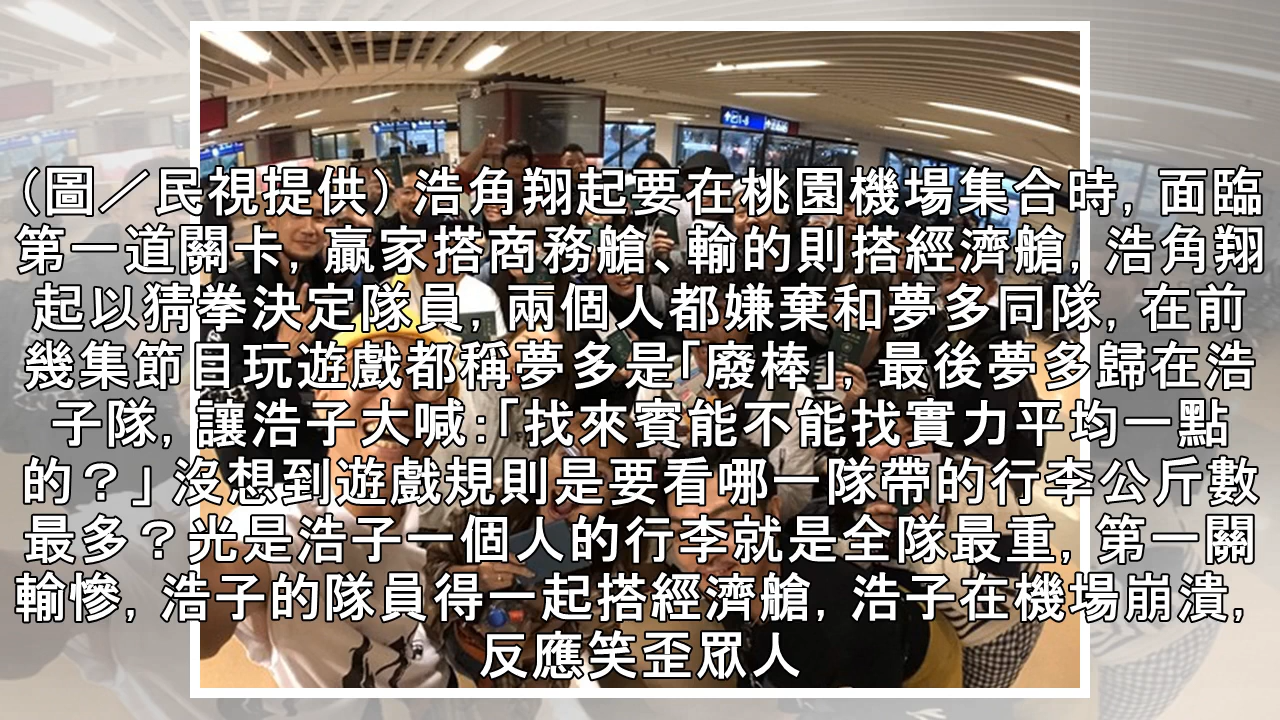 (圖／民視提供) 浩角翔起要在桃園機場集合時, 面臨
第一道關卡, 贏家搭商務艙、輸的則搭經濟艙, 浩角翔
起以猜拳決定隊員, 兩個人都嫌棄和夢多同隊, 在前
幾集節目玩遊戲都稱夢多是「廢棒」, 最後夢多歸在浩
子隊, 讓浩子大喊:「找來賓能不能找實力平均一點
的？」沒想到遊戲規則是要看哪一隊帶的行李公斤數
最多？光是浩子一個人的行李就是全隊最重, 第一關
輸慘, 浩子的隊員得一起搭經濟艙, 浩子在機場崩潰,
反應笑歪眾人